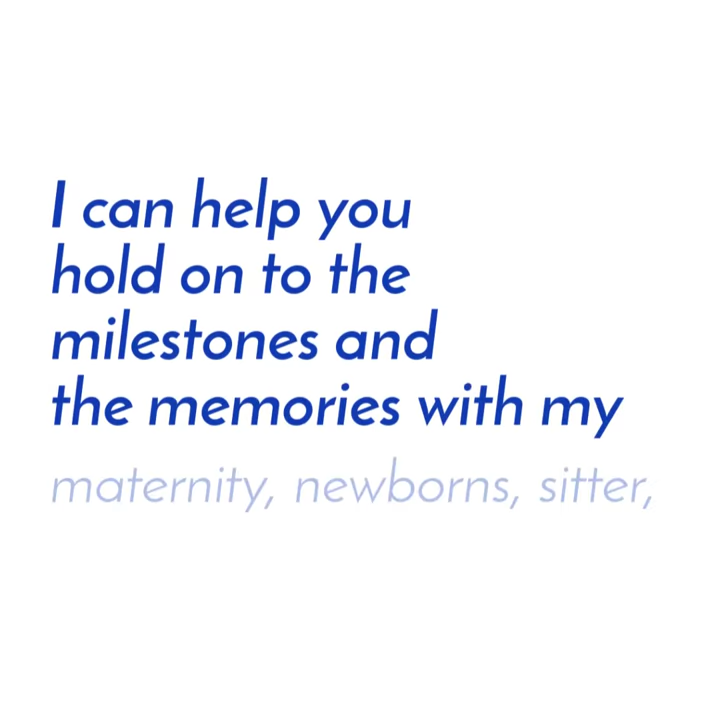 I can help you
hold on to the
milestones and
the memories with my
maternity, newborns, sitter,